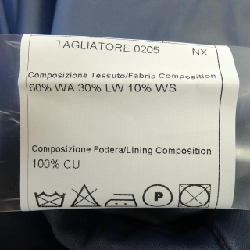 TAGLIATORE 0205 NX
Composizione Tessuto/Fabric Composition
60% WA 30% LW 10% WS
Composizione Fodera/Lining Composition
100% CU
P